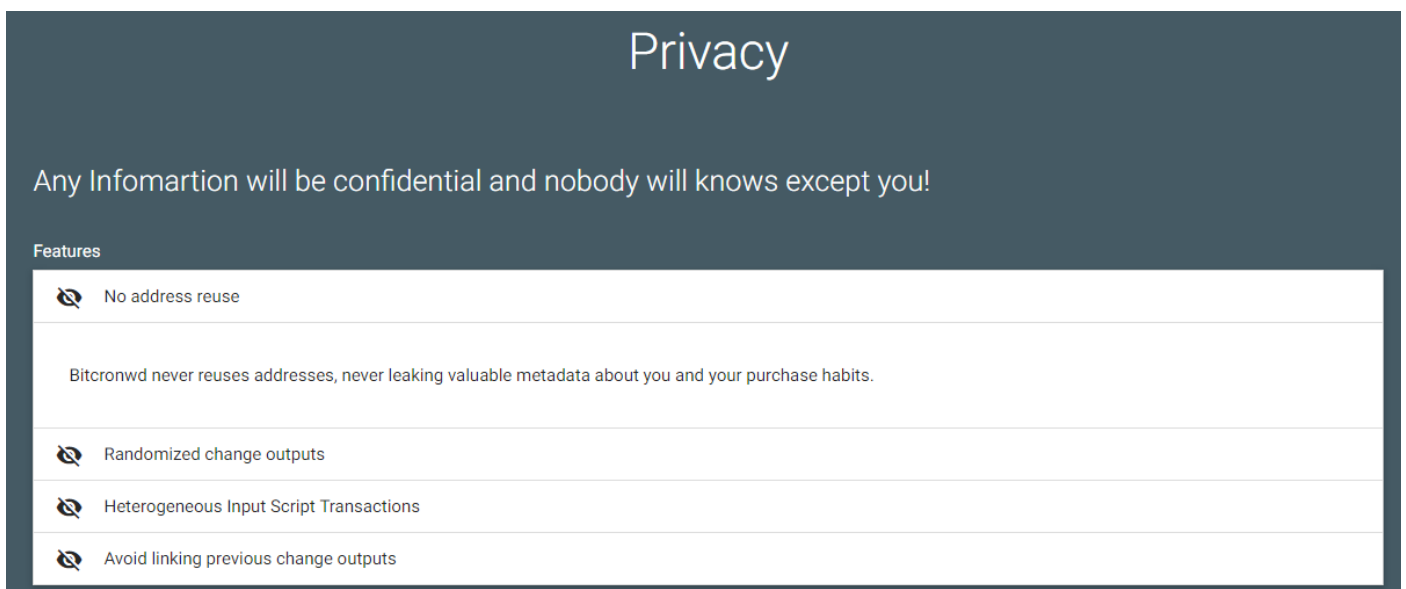 Privacy
Any Infomartion will be confidential and nobody will knows except you!
Features
No address reuse
Bitcronwd never reuses addresses, never leaking valuable metadata about you and your purchase habits.
Randomized change outputs
Heterogeneous Input Script Transactions
Avoid linking previous change outputs